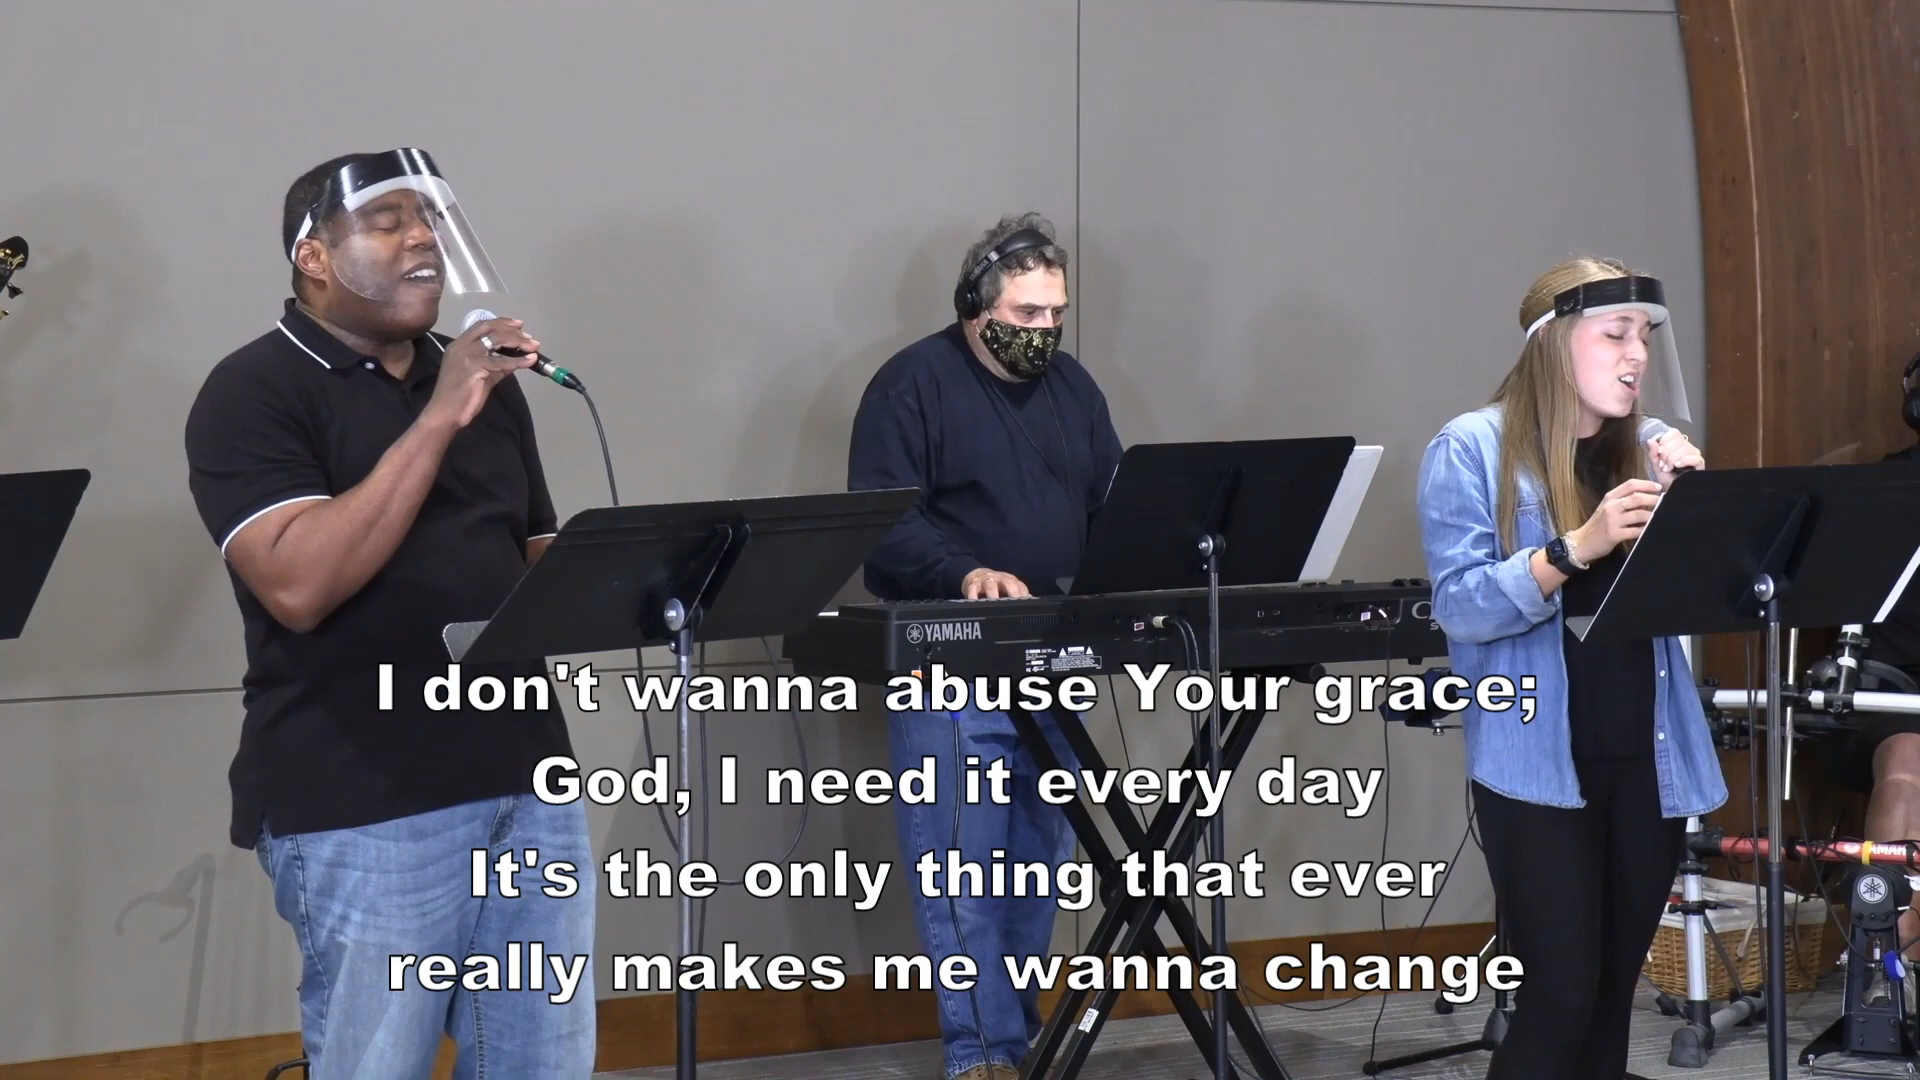 YAMAHA
I don't wanna abuse Your grace;
God, I need it every day
It's the only thing that ever
really makes me wanna change